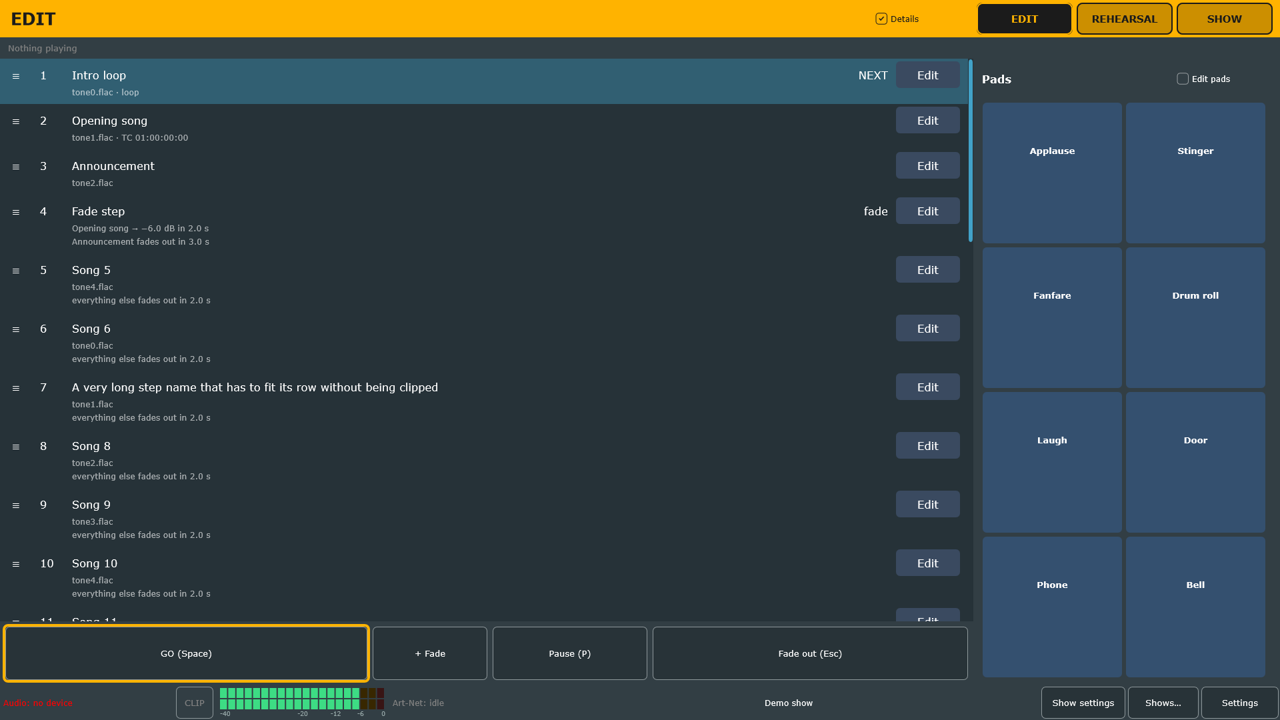 EDIT
Details
EDIT
REHEARSAL
SHOW
Nothing playing
1 Intro loop NEXT Edit
tone0.flac · loop
2 Opening song Edit
tone1.flac · TC 01:00:00:00
3 Announcement Edit
tone2.flac
4 Fade step fade Edit
Opening song → −6.0 dB in 2.0 s
Announcement fades out in 3.0 s
5 Song 5 Edit
tone4.flac
everything else fades out in 2.0 s
6 Song 6 Edit
tone0.flac
everything else fades out in 2.0 s
7 A very long step name that has to fit its row without being clipped Edit
tone1.flac
everything else fades out in 2.0 s
8 Song 8 Edit
tone2.flac
everything else fades out in 2.0 s
9 Song 9 Edit
tone3.flac
everything else fades out in 2.0 s
10 Song 10 Edit
tone4.flac
everything else fades out in 2.0 s
11 Song 11 Edit
Pads
Edit pads
Applause Stinger
Fanfare Drum roll
Laugh Door
Phone Bell
GO (Space)
+ Fade
Pause (P)
Fade out (Esc)
Audio: no device
CLIP
-40 -20 -12 -6 0
Art-Net: idle
Demo show
Show settings
Shows...
Settings